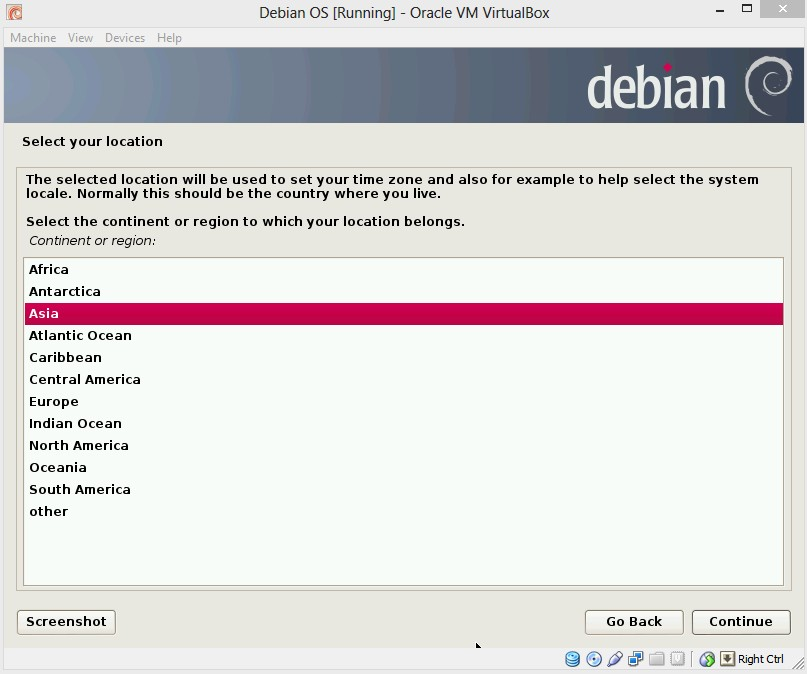 Debian OS [Running] - Oracle VM VirtualBox
Machine View Devices Help
debian
Select your location
The selected location will be used to set your time zone and also for example to help select the system
locale. Normally this should be the country where you live.
Select the continent or region to which your location belongs.
Continent or region:
Africa
Antarctica
Asia
Atlantic Ocean
Caribbean
Central America
Europe
Indian Ocean
North America
Oceania
South America
other
Screenshot Go Back Continue
Right Ctrl